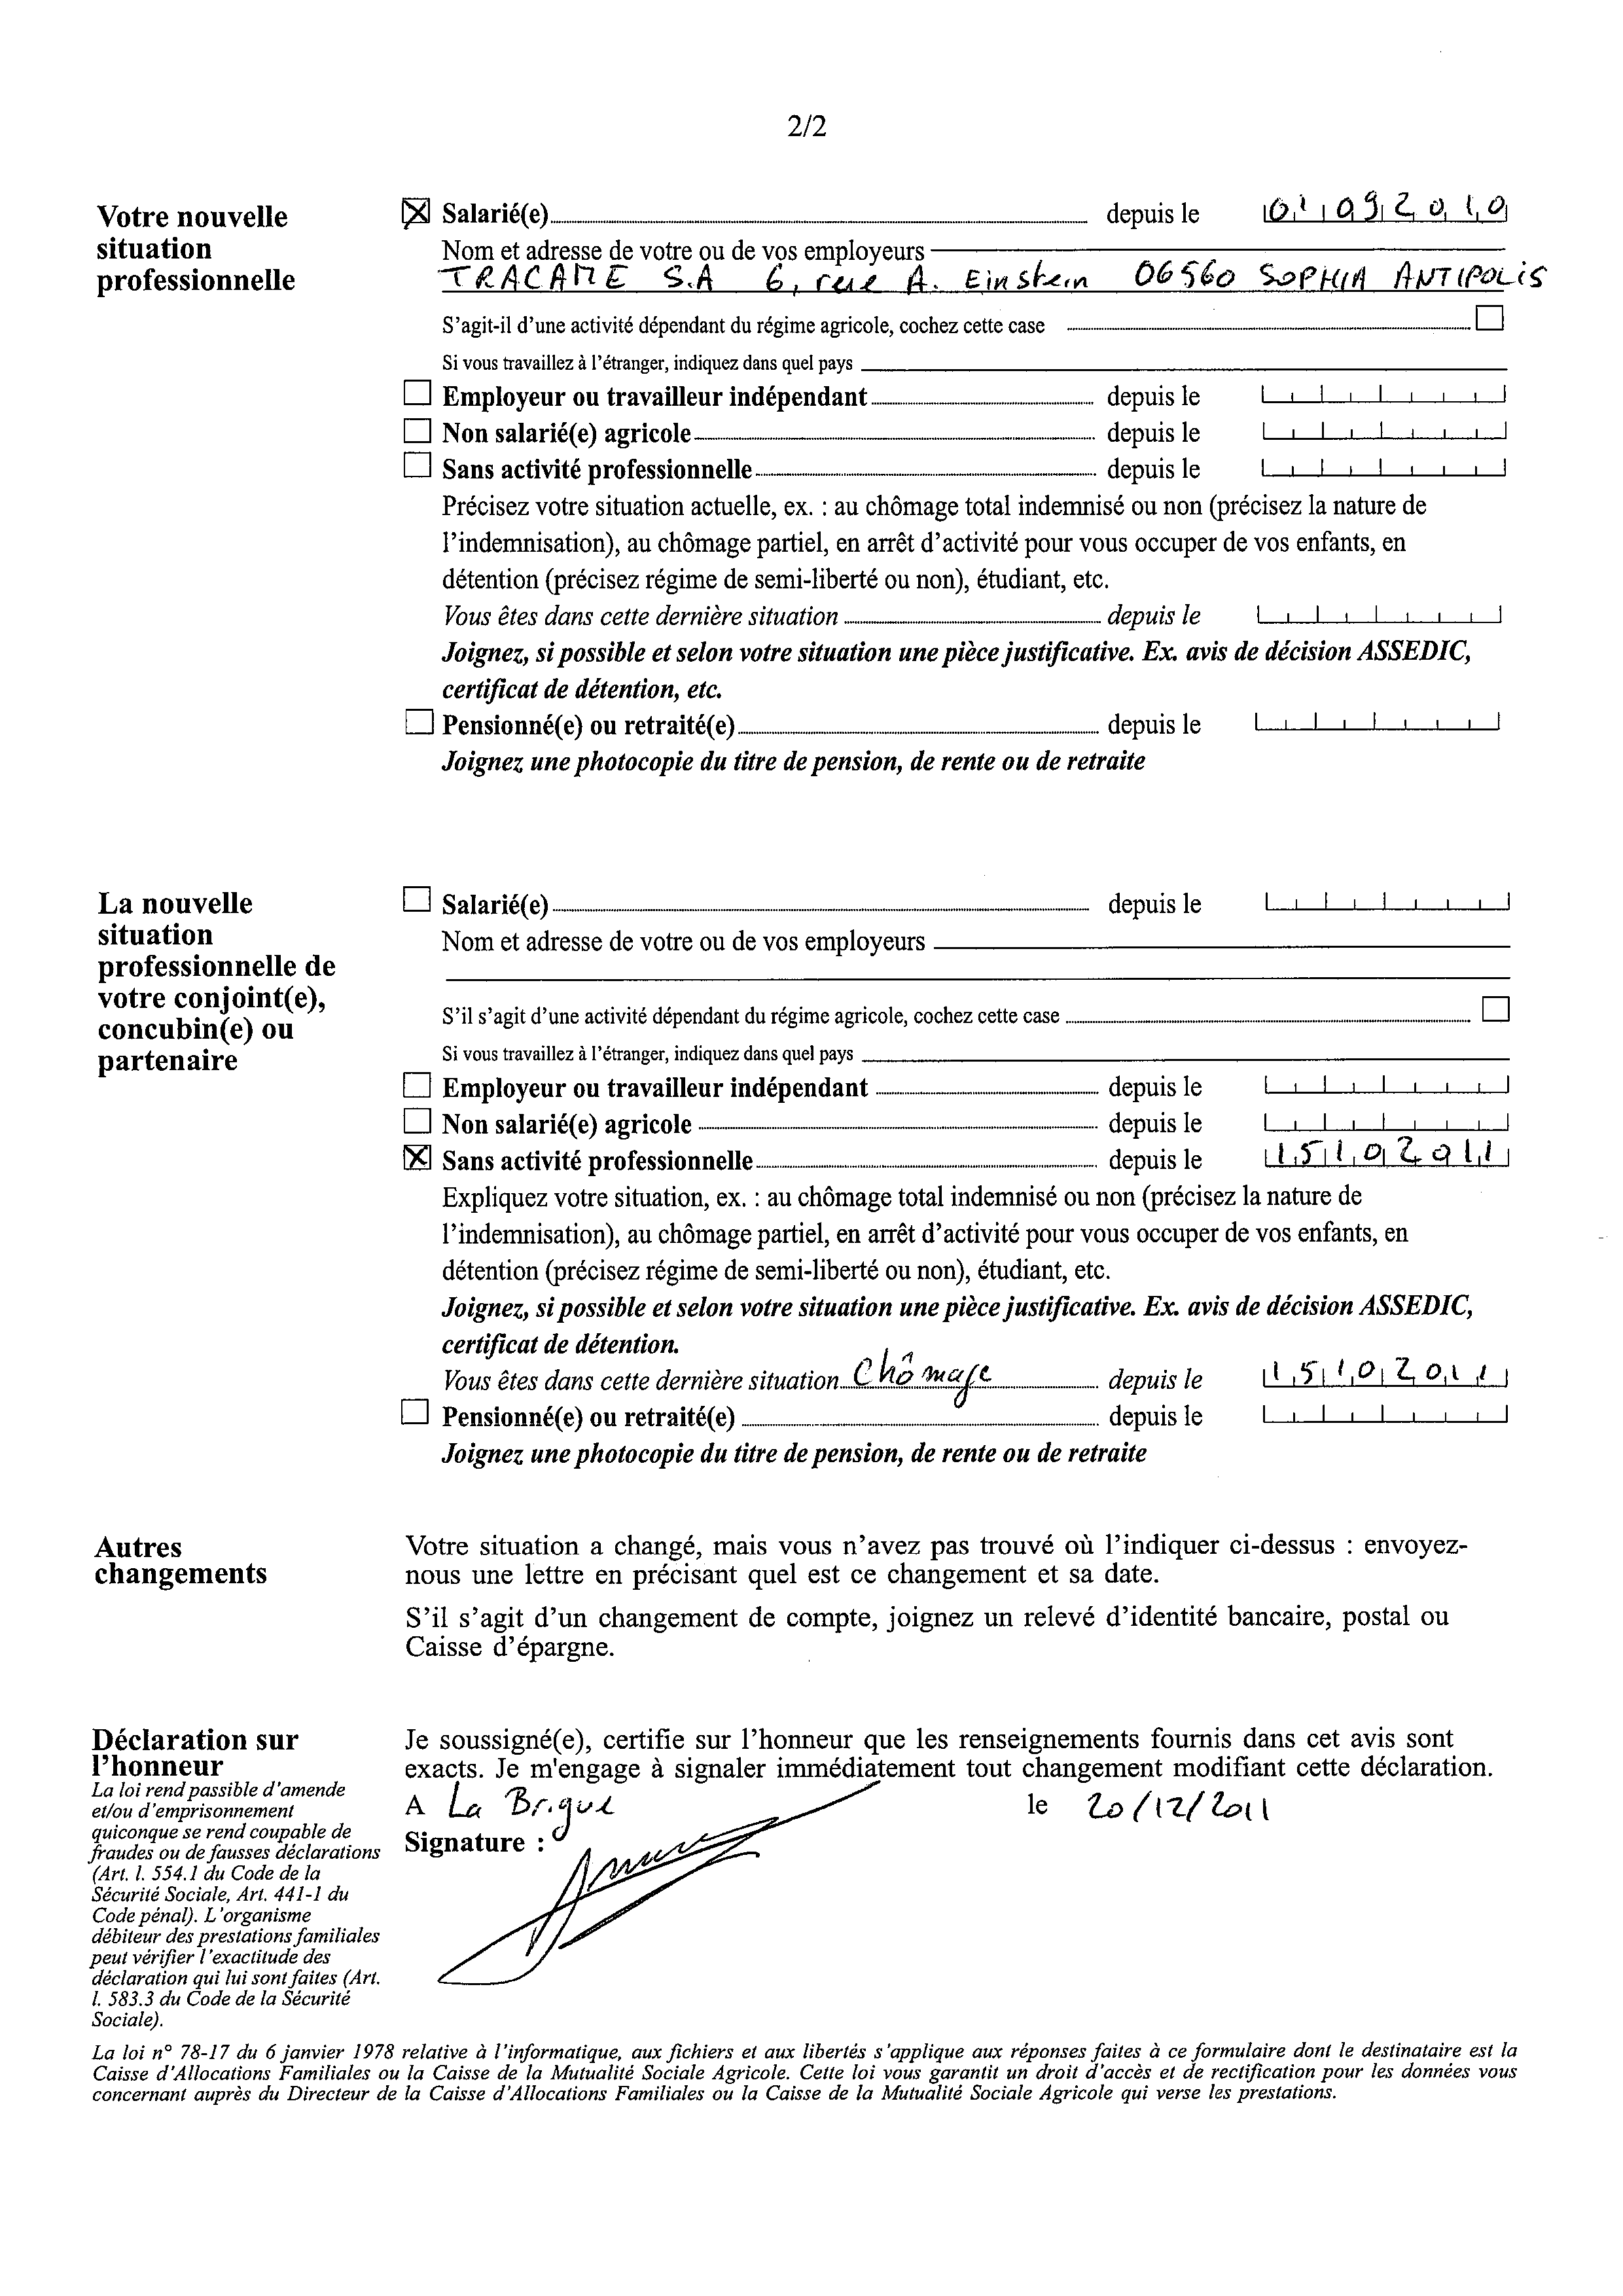 2/2
Votre nouvelle
situation
professionnelle
Salarié(e) depuis le 01092010
Nom et adresse de votre ou de vos employeurs
TRACAME S.A 6, rue A. Einstein 06560 SOPHIA ANTIPOLIS
S'agit-il d'une activité dépendant du régime agricole, cochez cette case
Si vous travaillez à l'étranger, indiquez dans quel pays
Employeur ou travailleur indépendant depuis le
Non salarié(e) agricole depuis le
Sans activité professionnelle depuis le
Précisez votre situation actuelle, ex. : au chômage total indemnisé ou non (précisez la nature de
l'indemnisation), au chômage partiel, en arrêt d'activité pour vous occuper de vos enfants, en
détention (précisez régime de semi-liberté ou non), étudiant, etc.
Vous êtes dans cette dernière situation depuis le
Joignez, si possible et selon votre situation une pièce justificative. Ex. avis de décision ASSEDIC,
certificat de détention, etc.
Pensionné(e) ou retraité(e) depuis le
Joignez une photocopie du titre de pension, de rente ou de retraite
La nouvelle
situation
professionnelle de
votre conjoint(e),
concubin(e) ou
partenaire
Salarié(e) depuis le
Nom et adresse de votre ou de vos employeurs
S'il s'agit d'une activité dépendant du régime agricole, cochez cette case
Si vous travaillez à l'étranger, indiquez dans quel pays
Employeur ou travailleur indépendant depuis le
Non salarié(e) agricole depuis le
Sans activité professionnelle depuis le 15102011
Expliquez votre situation, ex. : au chômage total indemnisé ou non (précisez la nature de
l'indemnisation), au chômage partiel, en arrêt d'activité pour vous occuper de vos enfants, en
détention (précisez régime de semi-liberté ou non), étudiant, etc.
Joignez, si possible et selon votre situation une pièce justificative. Ex. avis de décision ASSEDIC,
certificat de détention.
Vous êtes dans cette dernière situation Chômage depuis le 15102011
Pensionné(e) ou retraité(e) depuis le
Joignez une photocopie du titre de pension, de rente ou de retraite
Autres
changements
Votre situation a changé, mais vous n'avez pas trouvé où l'indiquer ci-dessus : envoyez-
nous une lettre en précisant quel est ce changement et sa date.
S'il s'agit d'un changement de compte, joignez un relevé d'identité bancaire, postal ou
Caisse d'épargne.
Déclaration sur
l'honneur
La loi rend passible d'amende
et/ou d'emprisonnement
quiconque se rend coupable de
fraudes ou de fausses déclarations
(Art. l. 554.1 du Code de la
Sécurité Sociale, Art. 441-1 du
Code pénal). L'organisme
débiteur des prestations familiales
peut vérifier l'exactitude des
déclaration qui lui sont faites (Art.
l. 583.3 du Code de la Sécurité
Sociale).
Je soussigné(e), certifie sur l'honneur que les renseignements fournis dans cet avis sont
exacts. Je m'engage à signaler immédiatement tout changement modifiant cette déclaration.
A La Brigue le 20/12/2011
Signature :
La loi n° 78-17 du 6 janvier 1978 relative à l'informatique, aux fichiers et aux libertés s'applique aux réponses faites à ce formulaire dont le destinataire est la
Caisse d'Allocations Familiales ou la Caisse de la Mutualité Sociale Agricole. Cette loi vous garantit un droit d'accès et de rectification pour les données vous
concernant auprès du Directeur de la Caisse d'Allocations Familiales ou la Caisse de la Mutualité Sociale Agricole qui verse les prestations.